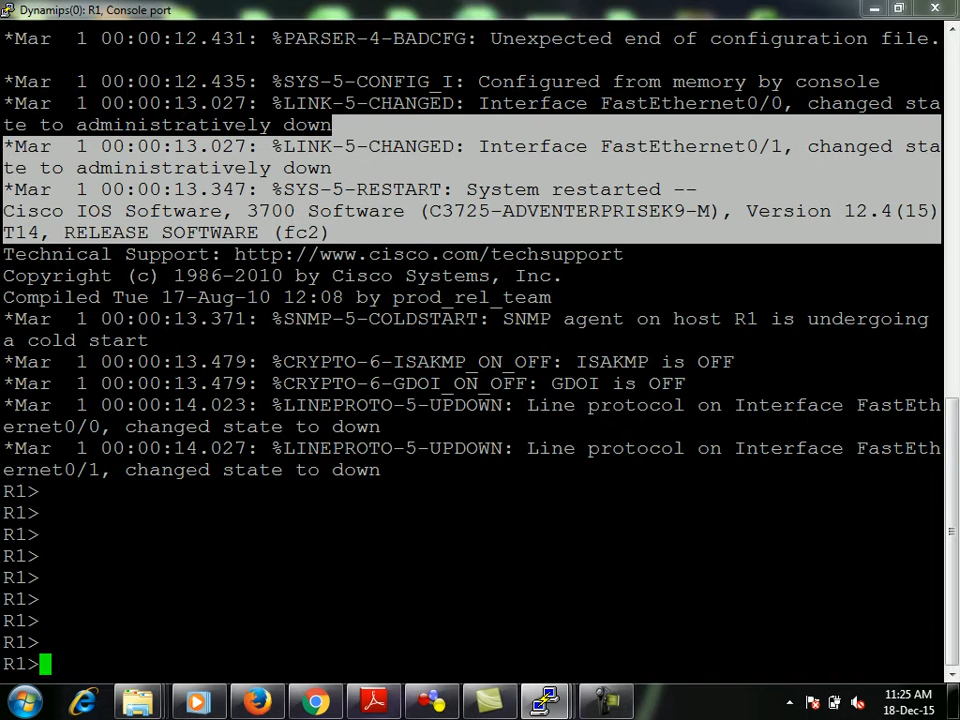 Dynamips(0): R1, Console port
*Mar  1 00:00:12.431: %PARSER-4-BADCFG: Unexpected end of configuration file.
*Mar  1 00:00:12.435: %SYS-5-CONFIG_I: Configured from memory by console
*Mar  1 00:00:13.027: %LINK-5-CHANGED: Interface FastEthernet0/0, changed sta
te to administratively down
*Mar  1 00:00:13.027: %LINK-5-CHANGED: Interface FastEthernet0/1, changed sta
te to administratively down
*Mar  1 00:00:13.347: %SYS-5-RESTART: System restarted --
Cisco IOS Software, 3700 Software (C3725-ADVENTERPRISEK9-M), Version 12.4(15)
T14, RELEASE SOFTWARE (fc2)
Technical Support: http://www.cisco.com/techsupport
Copyright (c) 1986-2010 by Cisco Systems, Inc.
Compiled Tue 17-Aug-10 12:08 by prod_rel_team
*Mar  1 00:00:13.371: %SNMP-5-COLDSTART: SNMP agent on host R1 is undergoing
a cold start
*Mar  1 00:00:13.479: %CRYPTO-6-ISAKMP_ON_OFF: ISAKMP is OFF
*Mar  1 00:00:13.479: %CRYPTO-6-GDOI_ON_OFF: GDOI is OFF
*Mar  1 00:00:14.023: %LINEPROTO-5-UPDOWN: Line protocol on Interface FastEth
ernet0/0, changed state to down
*Mar  1 00:00:14.027: %LINEPROTO-5-UPDOWN: Line protocol on Interface FastEth
ernet0/1, changed state to down
R1>
R1>
R1>
R1>
R1>
R1>
R1>
R1>
R1>
11:25 AM
18-Dec-15